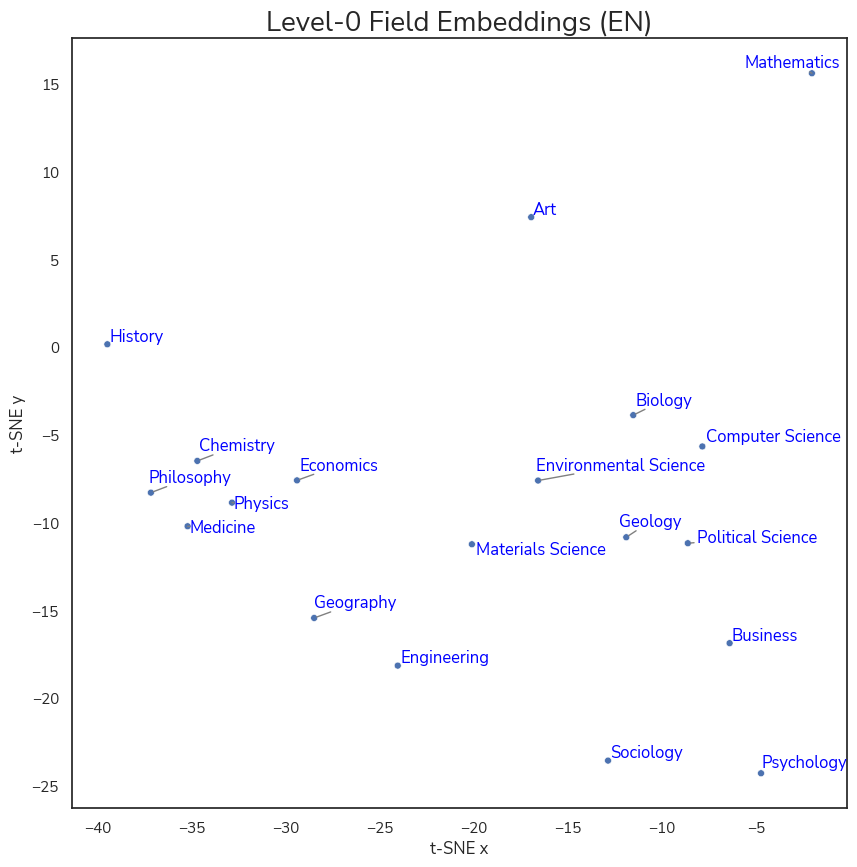 Level-0 Field Embeddings (EN)
Mathematics
15
10
Art
5
History
0
Biology
−5
Computer Science
Chemistry
Economics
Environmental Science
Philosophy
Physics
−10
Medicine
Geology
Political Science
Materials Science
−15
Geography
Business
Engineering
−20
Sociology
Psychology
−25
t-SNE y
−40
−35
−30
−25
−20
−15
−10
−5
t-SNE x